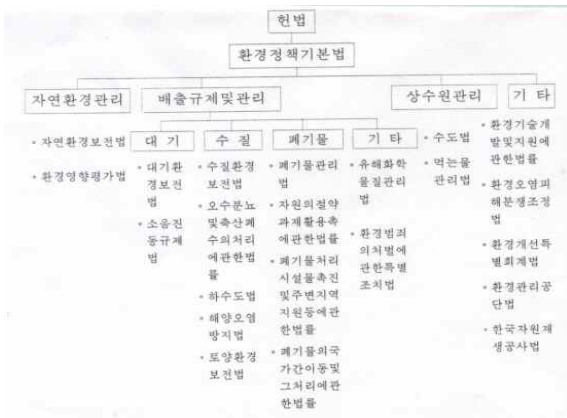 헌법
환경정책기본법
자연환경관리
배출규제및관리
상수원관리
기 타
• 자연환경보전법
• 환경영향평가법
대 기
• 대기환
경보전
법
• 소음진
동규제
법
수 질
• 수질환경
보전법
• 오수분뇨
및축산폐
수의처리
에관한법
률
• 하수도법
• 해양오염
방지법
• 토양환경
보전법
폐기물
• 폐기물관리
법
• 자원의절약
과재활용촉
에관한법률
• 폐기물처리
시설물촉진
및주변지역
지원등에관
한법률
• 폐기물의국
가간이동및
그처리에관
한법률
기 타
• 유해화학
물질관리
법
• 환경범죄
의처벌에
관한특별
조치법
• 수도법
• 먹는물
관리법
• 환경기술개
발및지원에
관한법률
• 환경오염피
해분쟁조정
법
• 환경개선특
별회계법
• 환경관리공
단법
• 한국자원재
생공사법